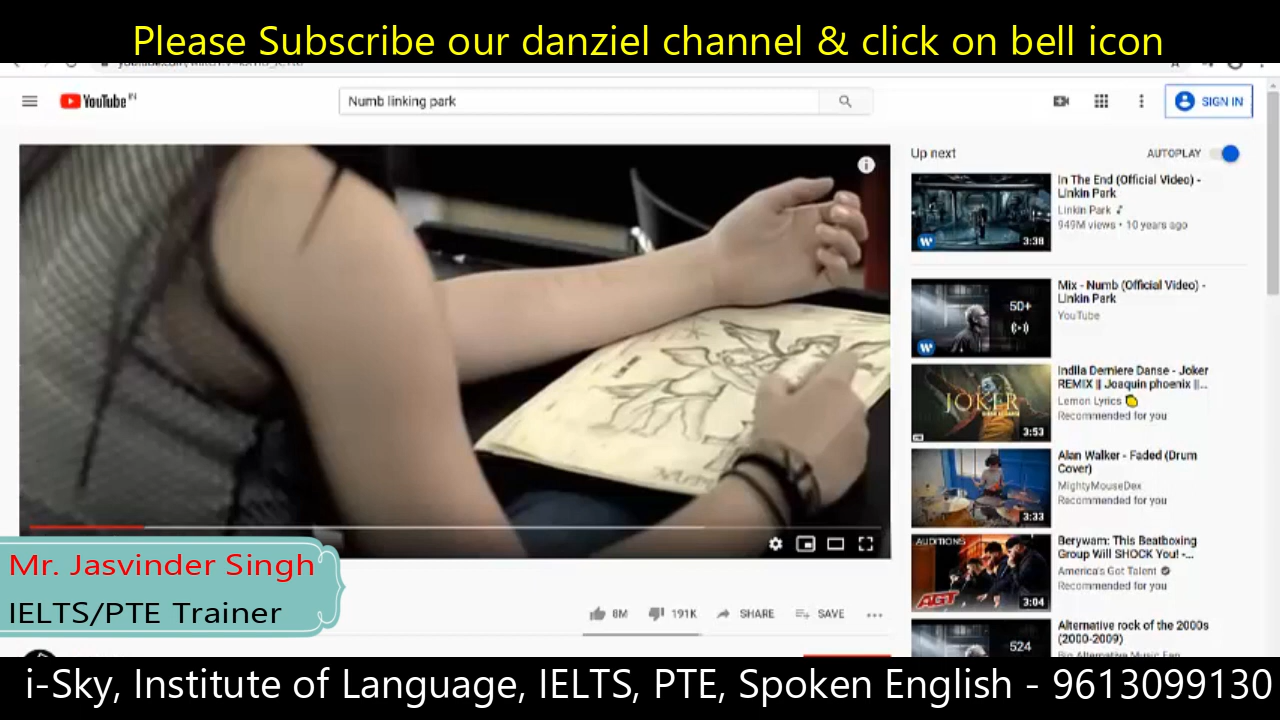 Please Subscribe our danziel channel & click on bell icon
YouTube IN
Numb linking park
SIGN IN
Up next
AUTOPLAY
In The End (Official Video) -
Linkin Park
Linkin Park
949M views • 10 years ago
3:38
Mix - Numb (Official Video) -
Linkin Park
YouTube
50+
Indila Derniere Danse - Joker
REMIX || Joaquin phoenix ||...
Lemon Lyrics
Recommended for you
JOKER
3:53
Alan Walker - Faded (Drum
Cover)
MightyMouseDex
Recommended for you
3:33
AUDITIONS
Berywam: This Beatboxing
Group Will SHOCK You! -...
America's Got Talent
Recommended for you
AGT
3:04
Alternative rock of the 2000s
(2000-2009)
524
Mr. Jasvinder Singh
IELTS/PTE Trainer
8M
191K
SHARE
SAVE
i-Sky, Institute of Language, IELTS, PTE, Spoken English - 9613099130